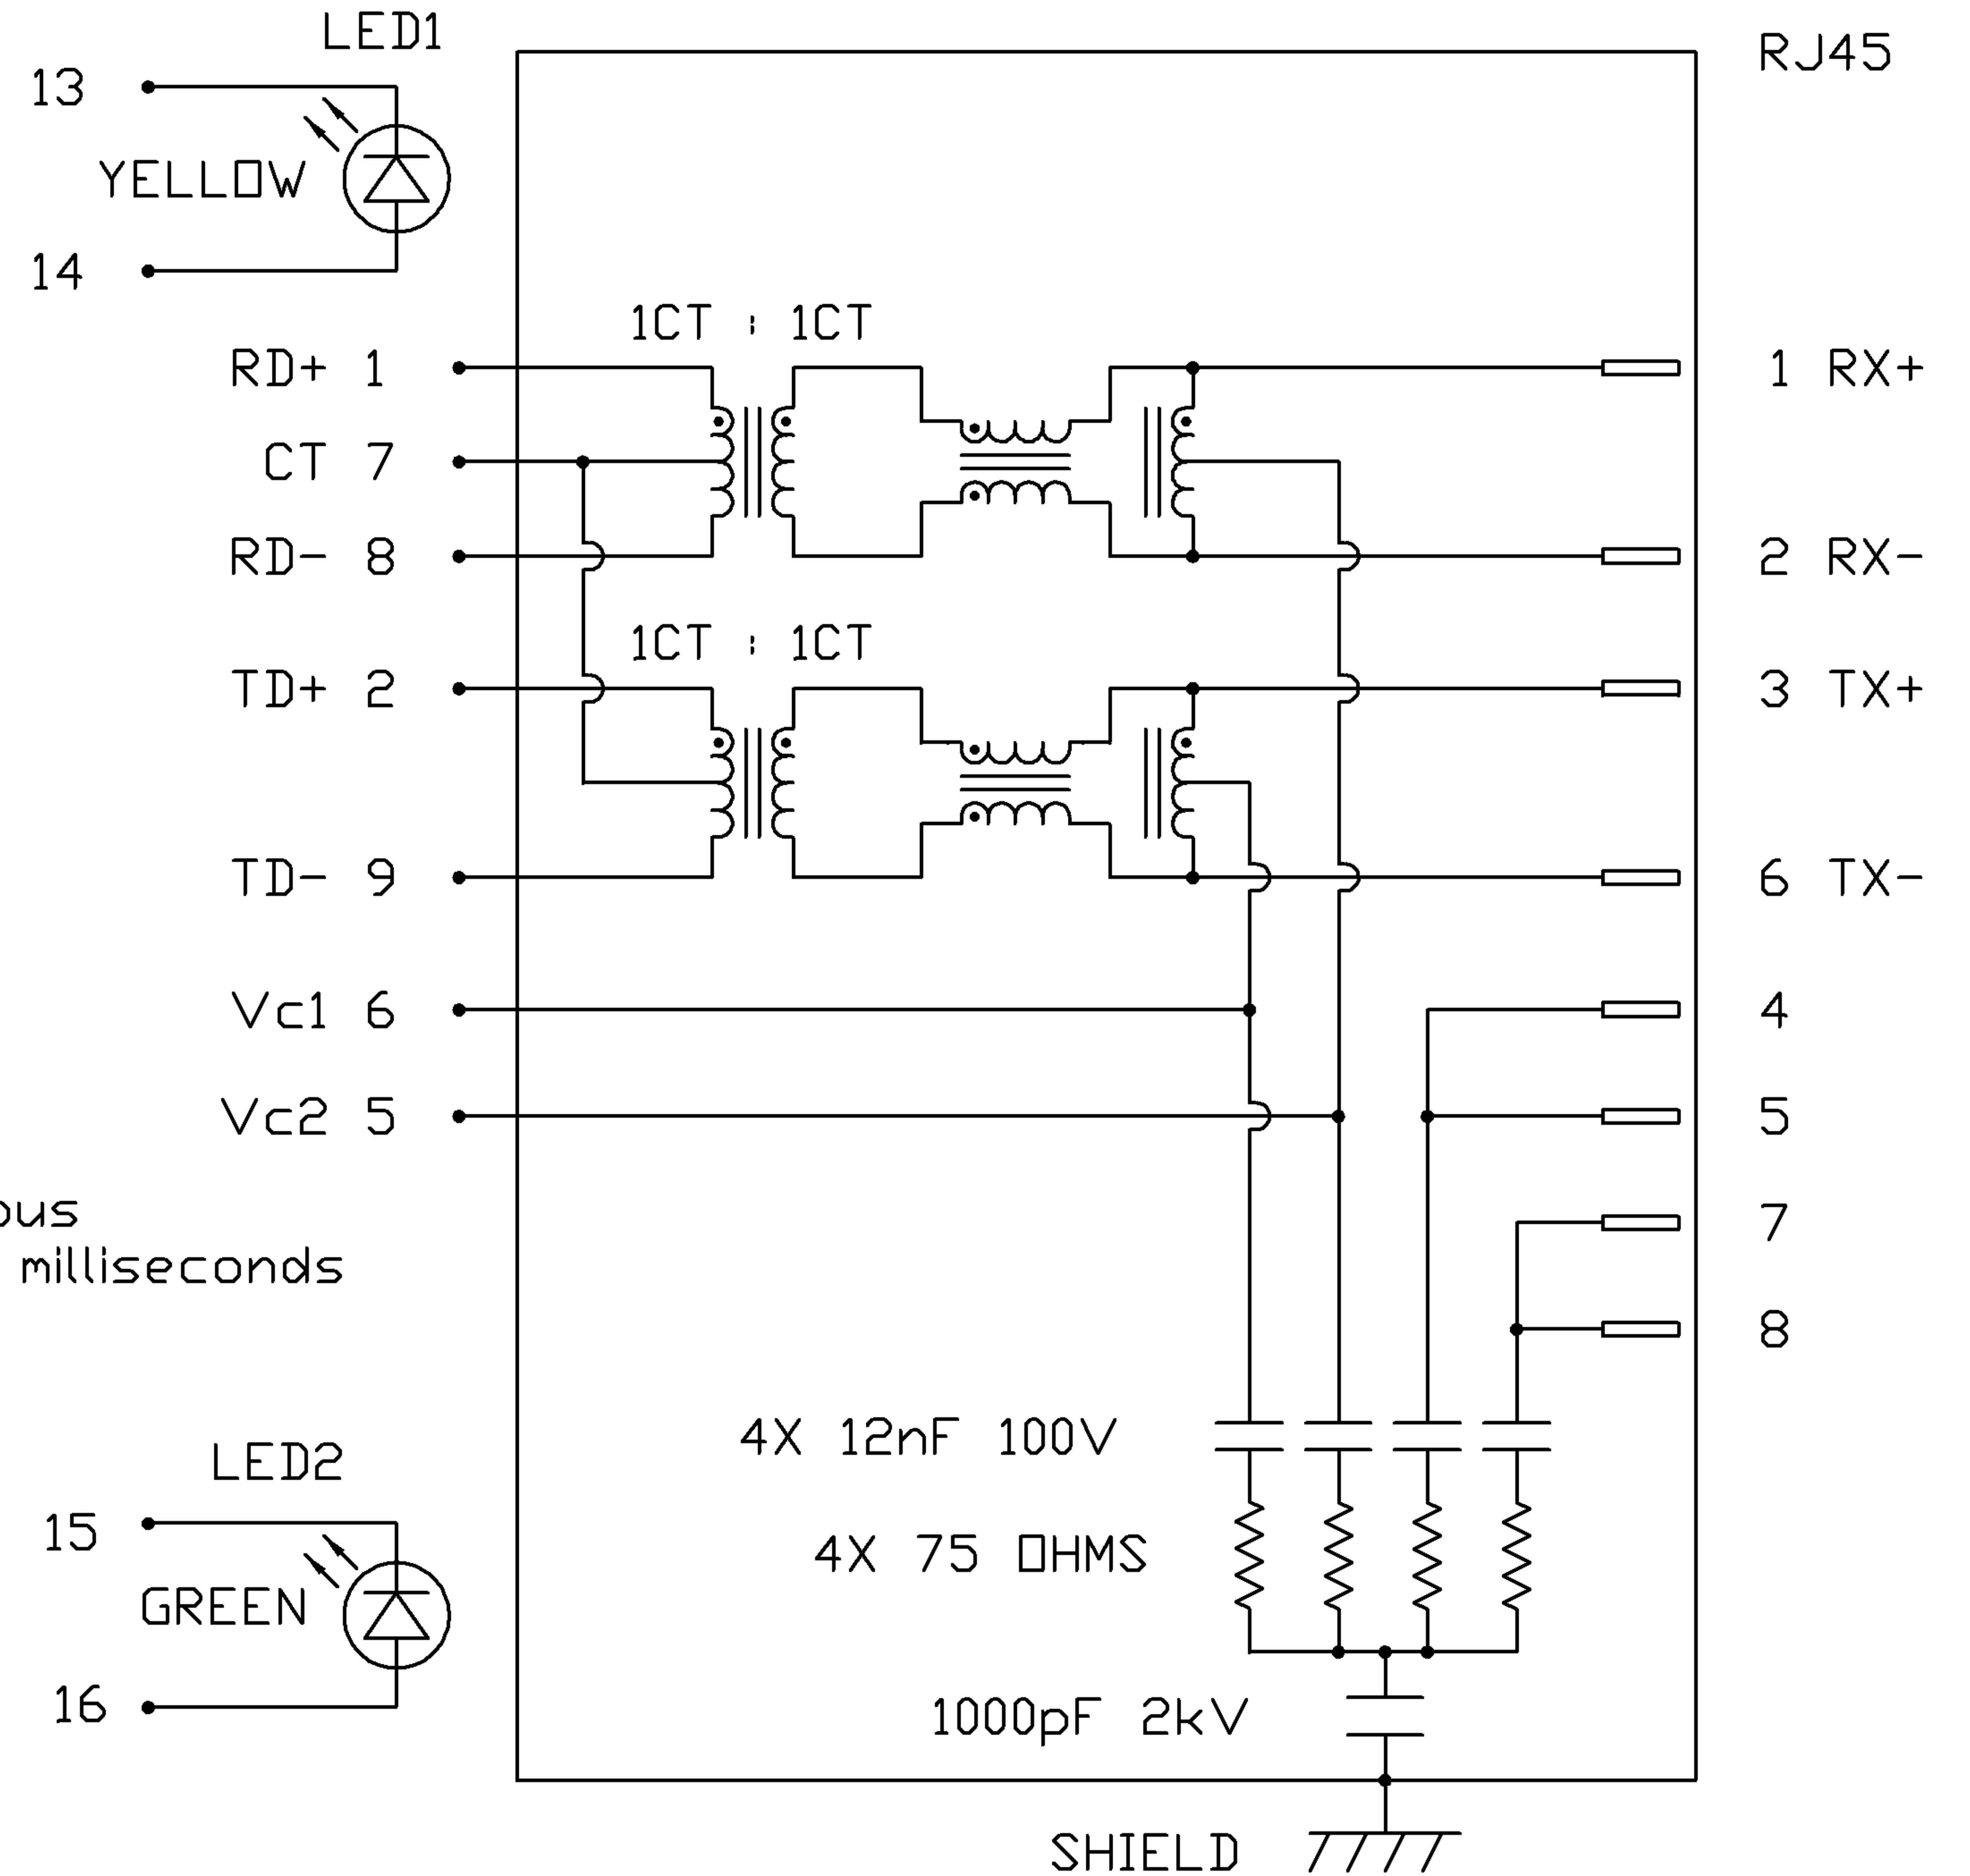 LED1
RJ45
13
YELLOW
14
1CT : 1CT
RD+ 1
1 RX+
CT 7
RD- 8
2 RX-
1CT : 1CT
TD+ 2
3 TX+
TD- 9
6 TX-
Vc1 6
4
Vc2 5
5
ous
7
milliseconds
8
4X 12nF 100V
LED2
15
4X 75 OHMS
GREEN
16
1000pF 2kV
SHIELD